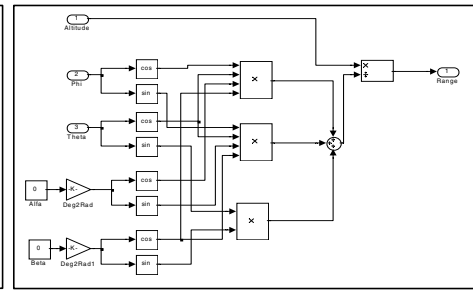 1
Altitude
cos
×
×
÷
1
Range
2
Phi
sin
3
Theta
cos
×
sin
0
Alfa
-K-
Deg2Rad
cos
sin
×
0
Beta
-K-
Deg2Rad1
cos
sin